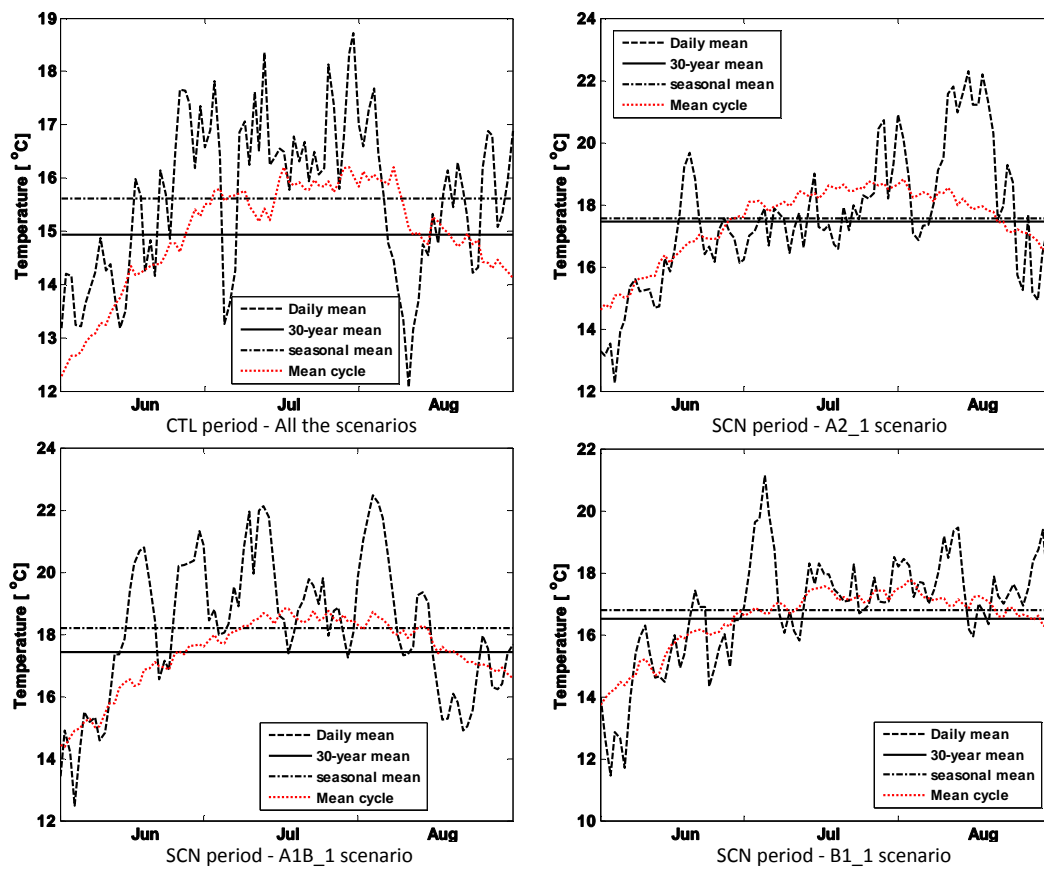 19
18
17
16
15
14
13
12
Temperature [ °C]
Daily mean
30-year mean
seasonal mean
Mean cycle
Jun Jul Aug
CTL period - All the scenarios
24
22
20
18
16
14
12
Temperature [ °C]
Daily mean
30-year mean
seasonal mean
Mean cycle
Jun Jul Aug
SCN period - A2_1 scenario
24
22
20
18
16
14
12
Temperature [ °C]
Daily mean
30-year mean
seasonal mean
Mean cycle
Jun Jul Aug
SCN period - A1B_1 scenario
22
20
18
16
14
12
10
Temperature [ °C]
Daily mean
30-year mean
seasonal mean
Mean cycle
Jun Jul Aug
SCN period - B1_1 scenario